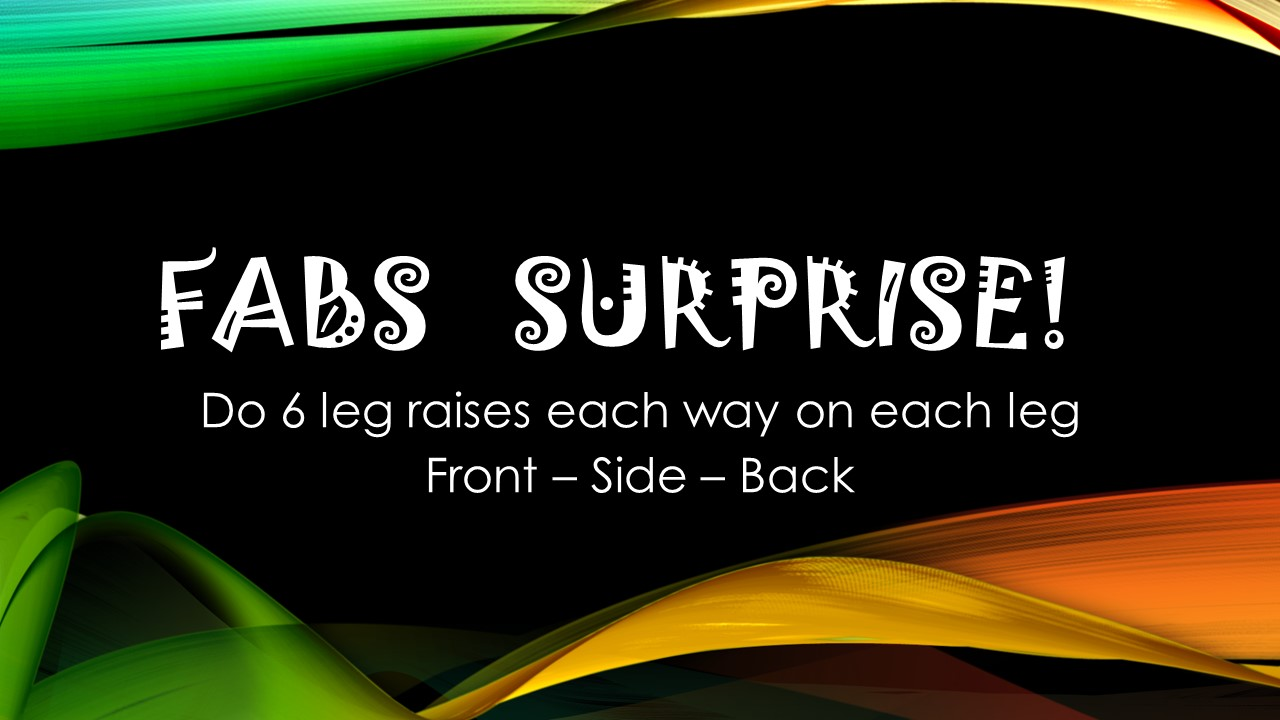 FABS SURPRISE!
Do 6 leg raises each way on each leg
Front – Side – Back